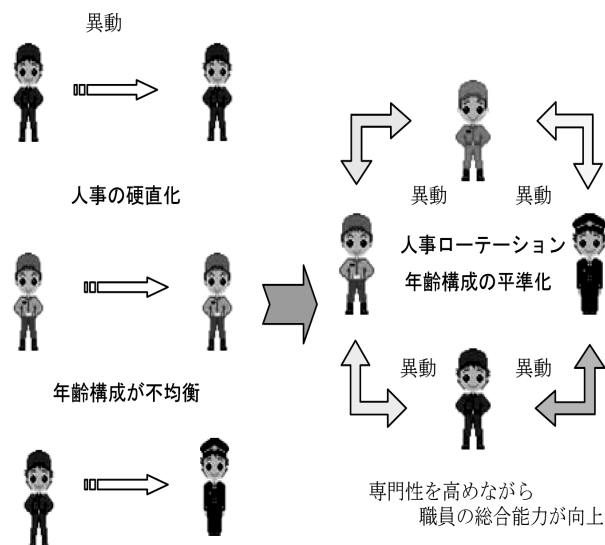 異動
人事の硬直化
年齢構成が不均衡
異動
異動
人事ローテーション
年齢構成の平準化
異動
異動
専門性を高めながら
職員の総合能力が向上